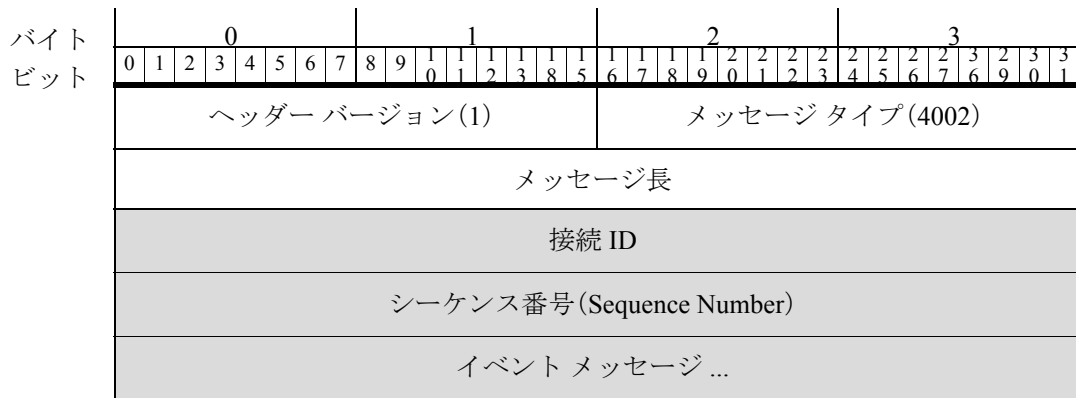 バイト 0 1 2 3
ビット 0 1 2 3 4 5 6 7 8 9 10 11 12 13 18 15 16 17 18 19 20 21 22 23 24 25 26 27 36 29 30 31
ヘッダー バージョン(1) メッセージ タイプ(4002)
メッセージ長
接続 ID
シーケンス番号(Sequence Number)
イベント メッセージ ...